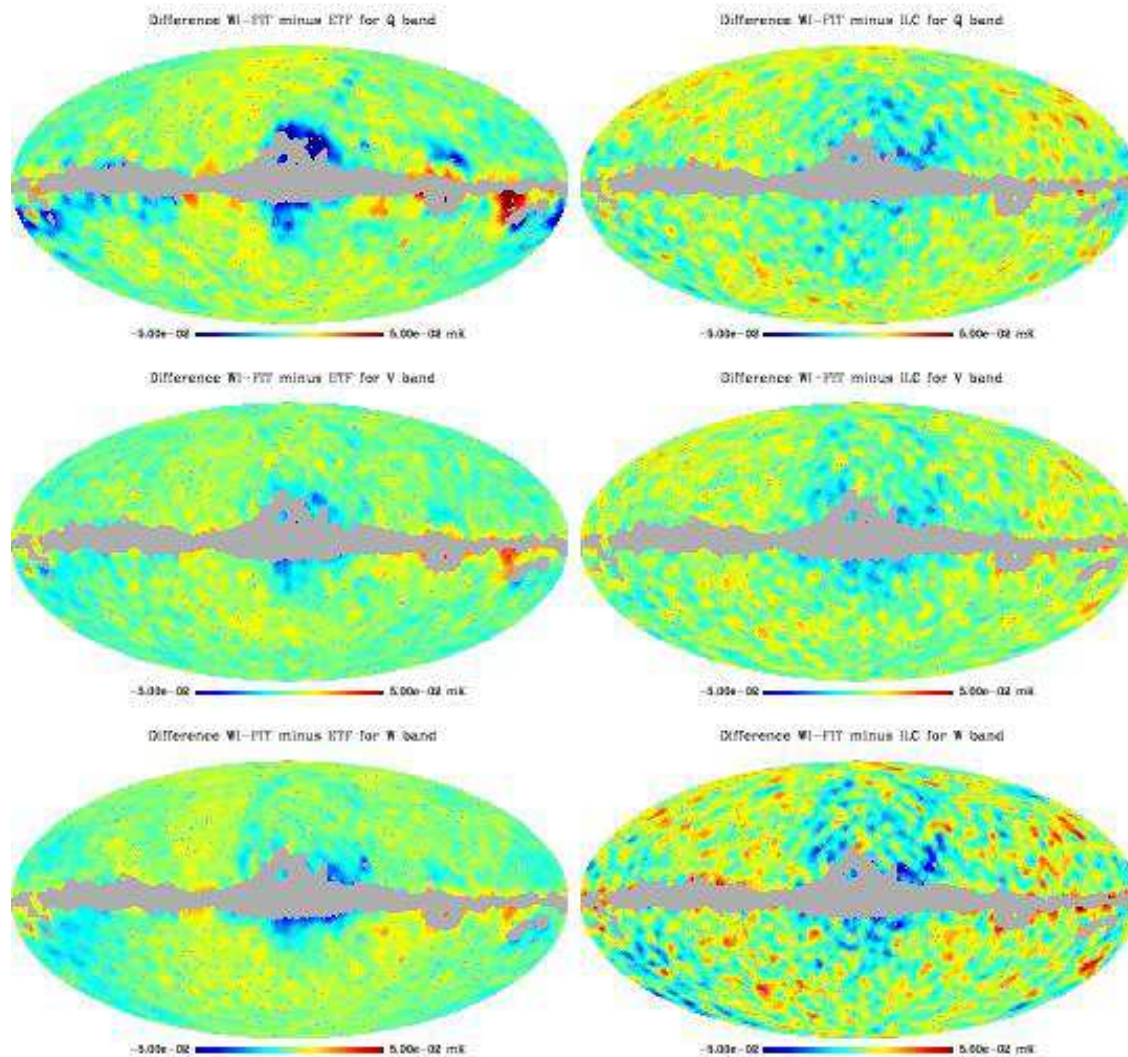 Difference WI-FIT minus ETF for Q band
Difference WI-FIT minus ILC for Q band
-5.00e-02 5.00e-02 mK
-5.00e-02 5.00e-02 mK
Difference WI-FIT minus ETF for V band
Difference WI-FIT minus ILC for V band
-5.00e-02 5.00e-02 mK
-5.00e-02 5.00e-02 mK
Difference WI-FIT minus ETF for W band
Difference WI-FIT minus ILC for W band
-5.00e-02 5.00e-02 mK
-5.00e-02 5.00e-02 mK